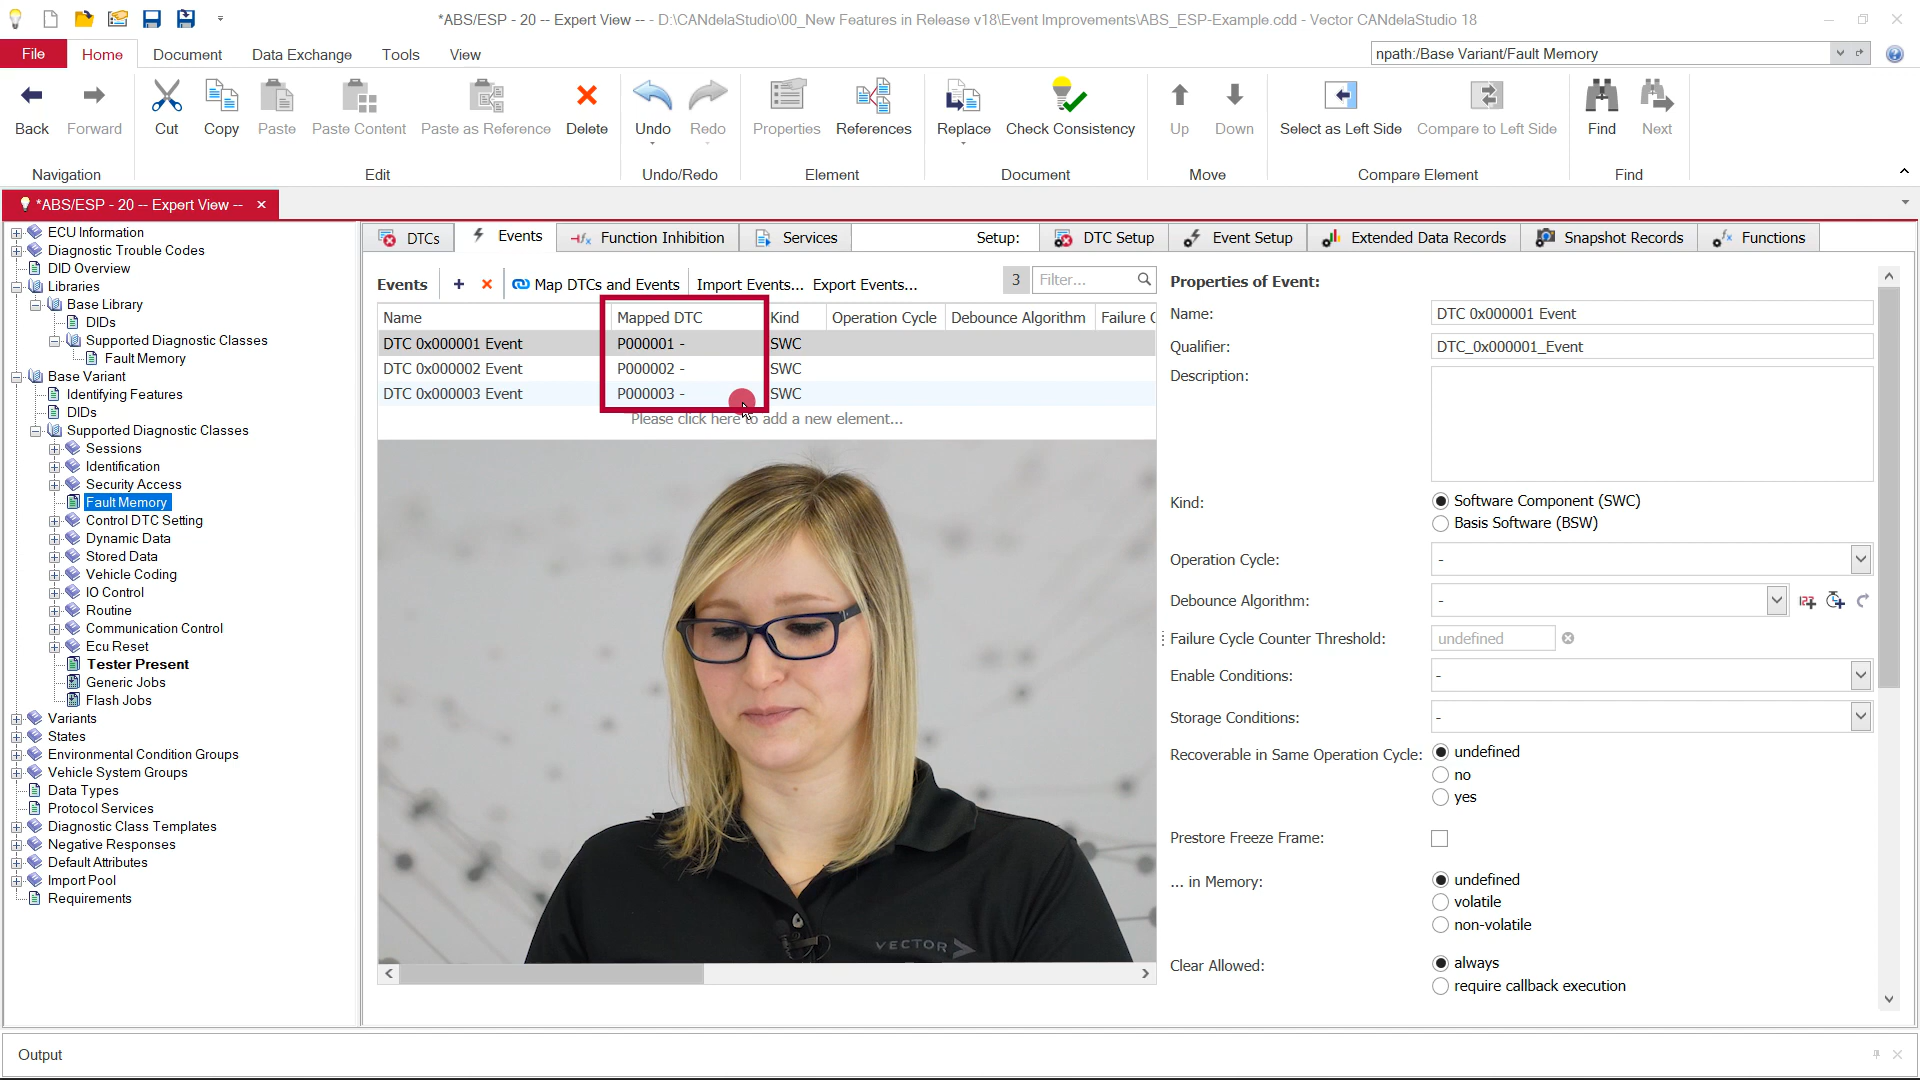 *ABS/ESP - 20 -- Expert View -- - D:\CANdelaStudio\00_New Features in Release v18\Event Improvements\ABS_ESP-Example.cdd - Vector CANdelaStudio 18
File Home Document Data Exchange Tools View npath:/Base Variant/Fault Memory
Back Forward Cut Copy Paste Paste Content Paste as Reference Delete Undo Redo Properties References Replace Check Consistency Up Down Select as Left Side Compare to Left Side Find Next
Navigation Edit Undo/Redo Element Document Move Compare Element Find
*ABS/ESP - 20 -- Expert View --
ECU Information
Diagnostic Trouble Codes
DID Overview
Libraries
Base Library
DIDs
Supported Diagnostic Classes
Fault Memory
Base Variant
Identifying Features
DIDs
Supported Diagnostic Classes
Sessions
Identification
Security Access
Fault Memory
Control DTC Setting
Dynamic Data
Stored Data
Vehicle Coding
IO Control
Routine
Communication Control
Ecu Reset
Tester Present
Generic Jobs
Flash Jobs
Variants
States
Environmental Condition Groups
Vehicle System Groups
Data Types
Protocol Services
Diagnostic Class Templates
Negative Responses
Default Attributes
Import Pool
Requirements
DTCs Events Function Inhibition Services Setup: DTC Setup Event Setup Extended Data Records Snapshot Records Functions
Events Map DTCs and Events Import Events... Export Events... 3 Filter...
Name Mapped DTC Kind Operation Cycle Debounce Algorithm Failure C
DTC 0x000001 Event P000001 - SWC
DTC 0x000002 Event P000002 - SWC
DTC 0x000003 Event P000003 - SWC
Please click here to add a new element...
VECTOR
Properties of Event:
Name: DTC 0x000001 Event
Qualifier: DTC_0x000001_Event
Description:
Kind: Software Component (SWC)
Basis Software (BSW)
Operation Cycle: -
Debounce Algorithm: -
Failure Cycle Counter Threshold: undefined
Enable Conditions: -
Storage Conditions: -
Recoverable in Same Operation Cycle: undefined
no
yes
Prestore Freeze Frame:
... in Memory: undefined
volatile
non-volatile
Clear Allowed: always
require callback execution
Output